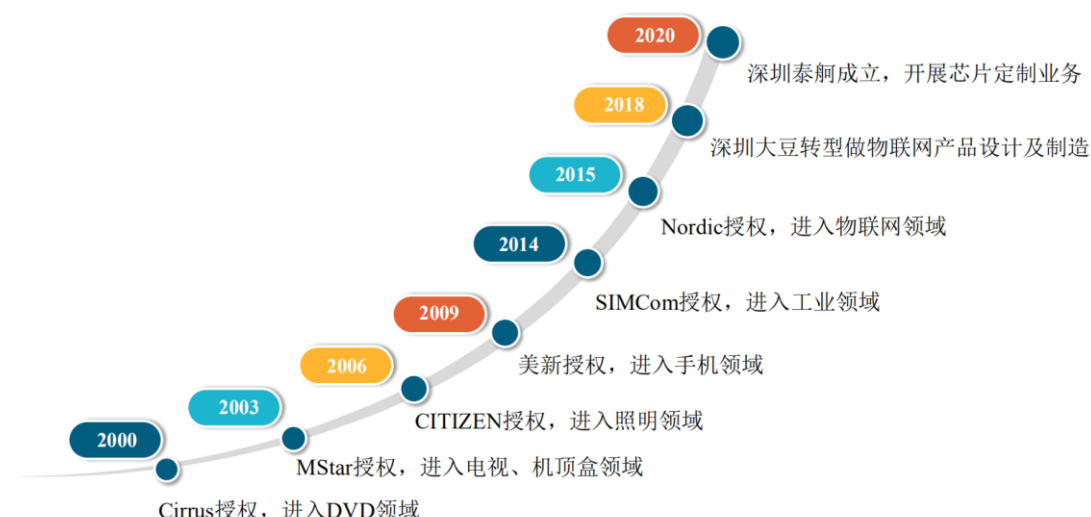 2020
深圳泰舸成立，开展芯片定制业务
2018
深圳大豆转型做物联网产品设计及制造
2015
Nordic授权，进入物联网领域
2014
SIMCom授权，进入工业领域
2009
美新授权，进入手机领域
2006
CITIZEN授权，进入照明领域
2003
MStar授权，进入电视、机顶盒领域
2000
Cirrus授权，进入DVD领域